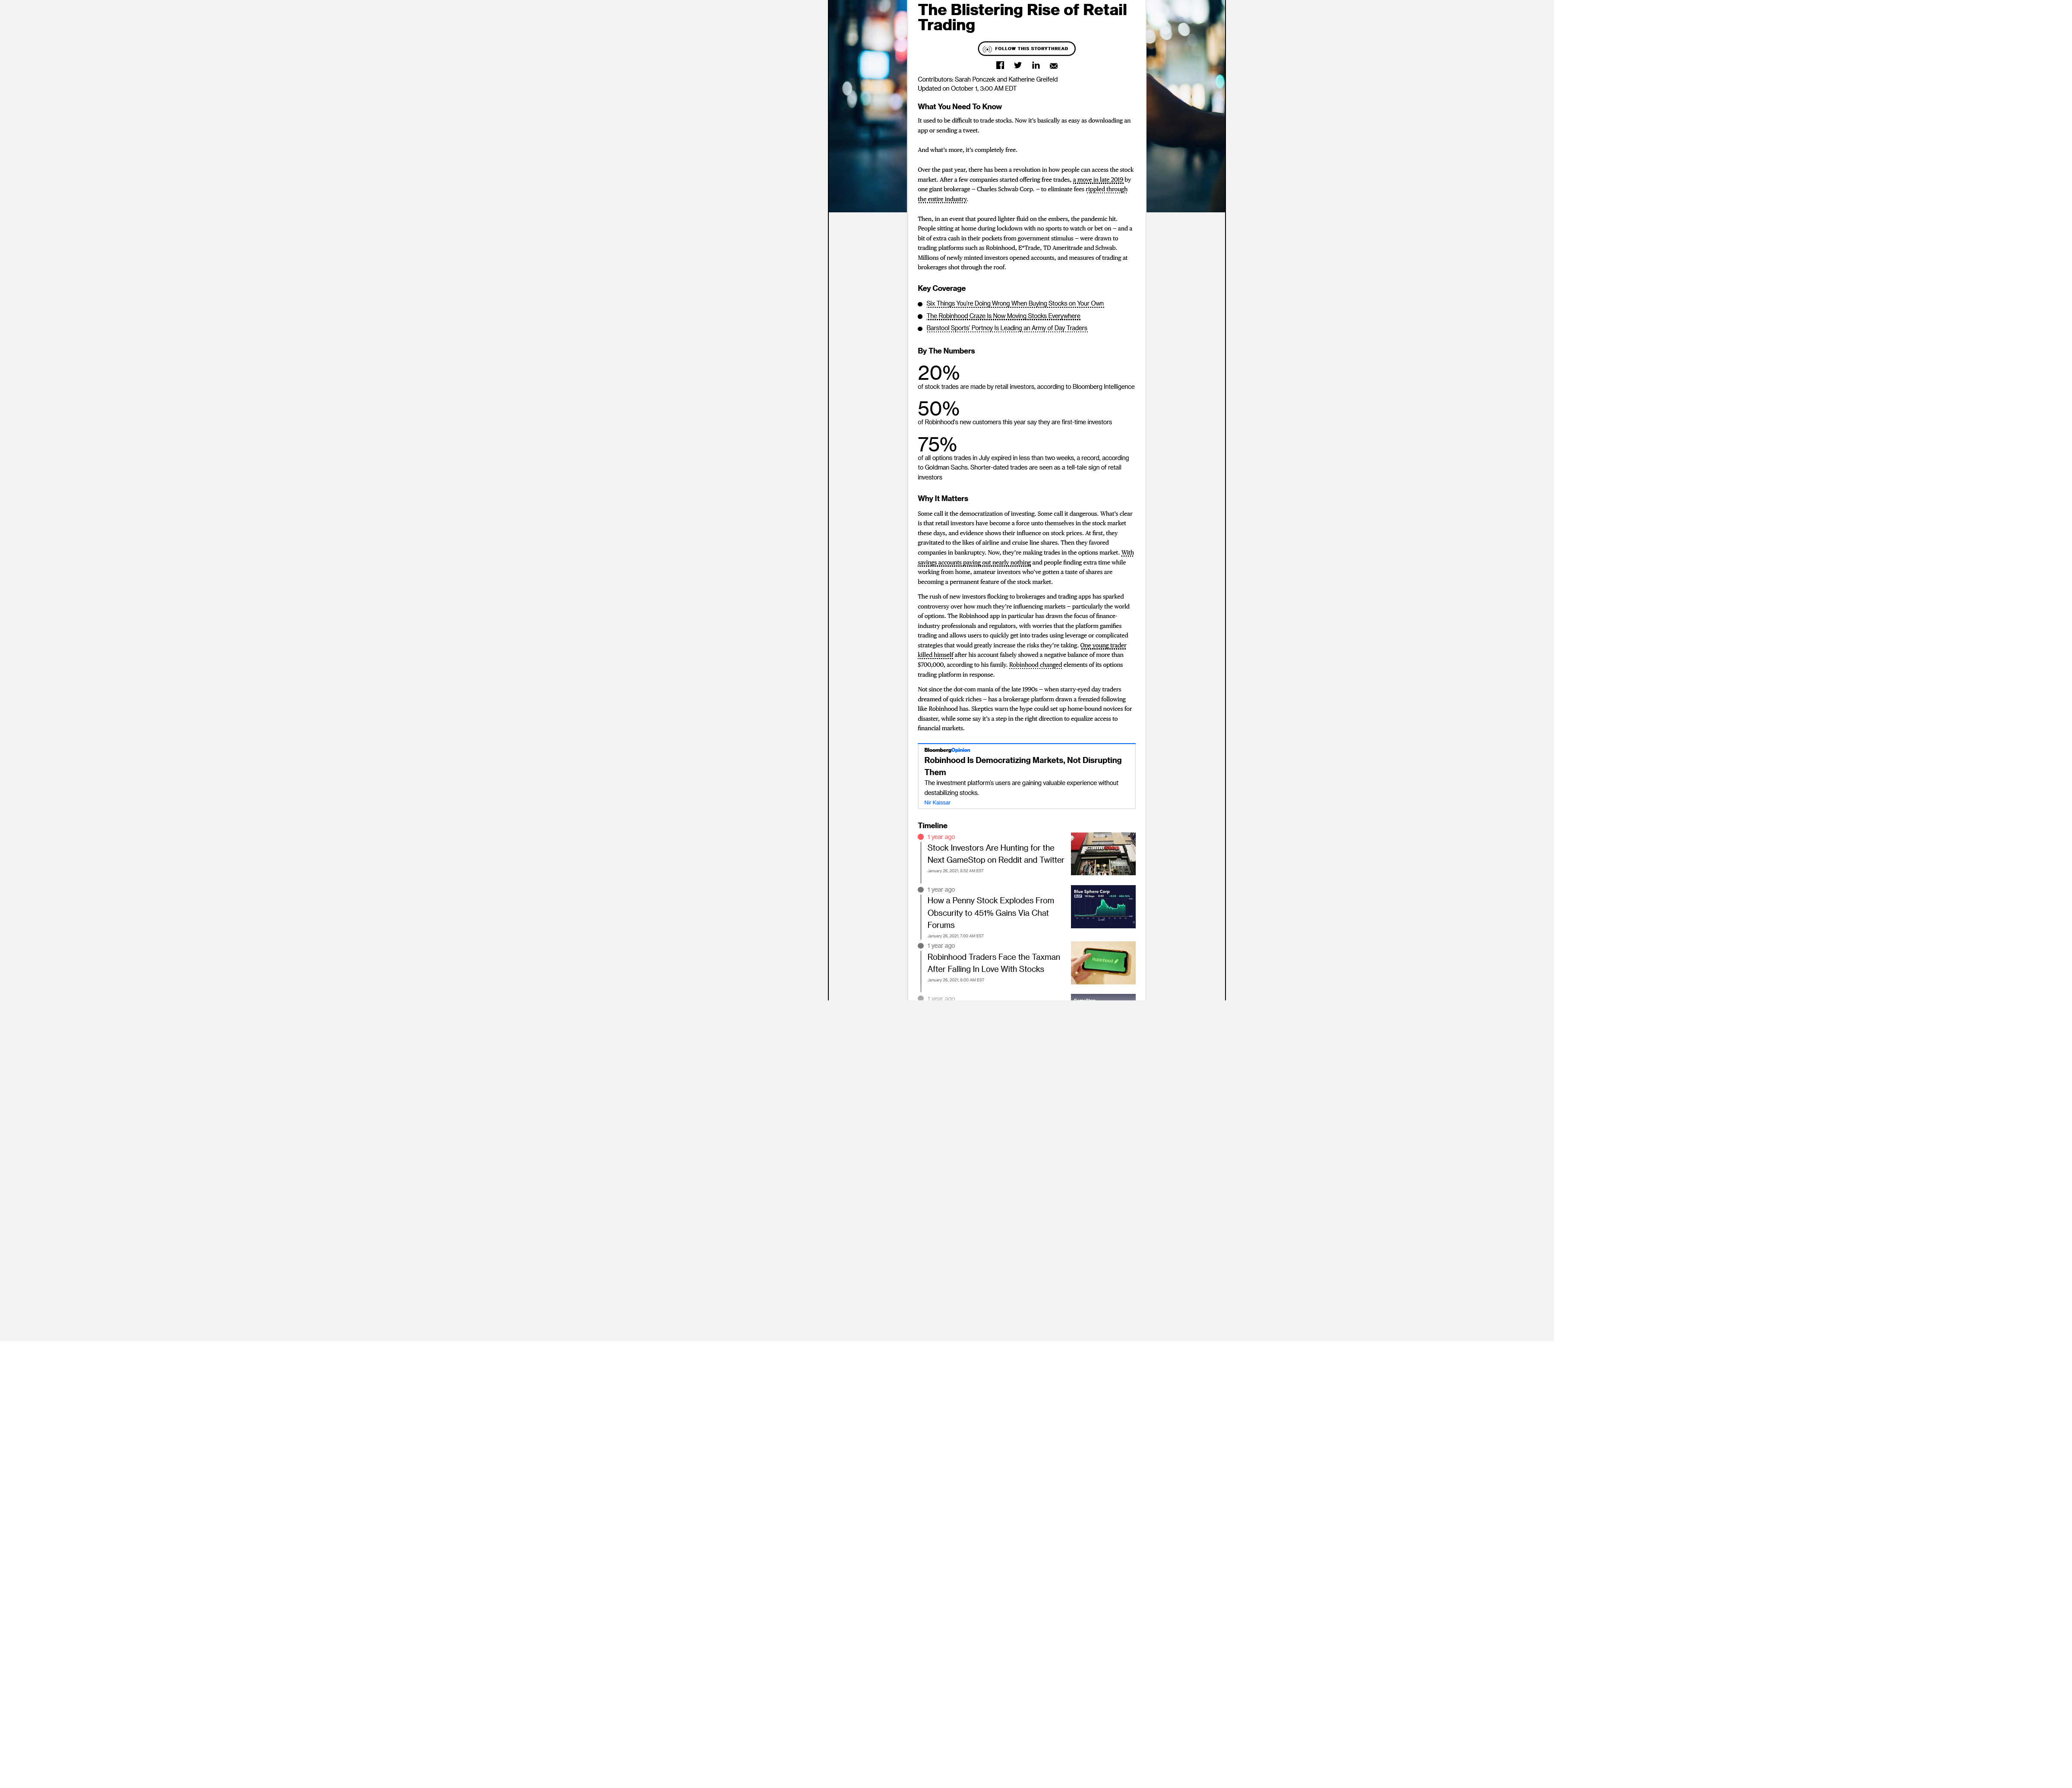 The Blistering Rise of Retail
Trading
FOLLOW THIS STORYTHREAD
Contributors: Sarah Ponczek and Katherine Greifeld
Updated on October 1, 3:00 AM EDT
What You Need To Know
It used to be difficult to trade stocks. Now it's basically as easy as downloading an
app or sending a tweet.
And what's more, it's completely free.
Over the past year, there has been a revolution in how people can access the stock
market. After a few companies started offering free trades, a move in late 2019 by
one giant brokerage – Charles Schwab Corp. – to eliminate fees rippled through
the entire industry.
Then, in an event that poured lighter fluid on the embers, the pandemic hit.
People sitting at home during lockdown with no sports to watch or bet on – and a
bit of extra cash in their pockets from government stimulus – were drawn to
trading platforms such as Robinhood, E*Trade, TD Ameritrade and Schwab.
Millions of newly minted investors opened accounts, and measures of trading at
brokerages shot through the roof.
Key Coverage
Six Things You're Doing Wrong When Buying Stocks on Your Own
The Robinhood Craze Is Now Moving Stocks Everywhere
Barstool Sports' Portnoy Is Leading an Army of Day Traders
By The Numbers
20%
of stock trades are made by retail investors, according to Bloomberg Intelligence
50%
of Robinhood's new customers this year say they are first-time investors
75%
of all options trades in July expired in less than two weeks, a record, according
to Goldman Sachs. Shorter-dated trades are seen as a tell-tale sign of retail
investors
Why It Matters
Some call it the democratization of investing. Some call it dangerous. What's clear
is that retail investors have become a force unto themselves in the stock market
these days, and evidence shows their influence on stock prices. At first, they
gravitated to the likes of airline and cruise line shares. Then they favored
companies in bankruptcy. Now, they're making trades in the options market. With
savings accounts paying out nearly nothing and people finding extra time while
working from home, amateur investors who've gotten a taste of shares are
becoming a permanent feature of the stock market.
The rush of new investors flocking to brokerages and trading apps has sparked
controversy over how much they're influencing markets – particularly the world
of options. The Robinhood app in particular has drawn the focus of finance-
industry professionals and regulators, with worries that the platform gamifies
trading and allows users to quickly get into trades using leverage or complicated
strategies that would greatly increase the risks they're taking. One young trader
killed himself after his account falsely showed a negative balance of more than
$700,000, according to his family. Robinhood changed elements of its options
trading platform in response.
Not since the dot-com mania of the late 1990s – when starry-eyed day traders
dreamed of quick riches – has a brokerage platform drawn a frenzied following
like Robinhood has. Skeptics warn the hype could set up home-bound novices for
disaster, while some say it's a step in the right direction to equalize access to
financial markets.
BloombergOpinion
Robinhood Is Democratizing Markets, Not Disrupting
Them
The investment platform's users are gaining valuable experience without
destabilizing stocks.
Nir Kaissar
Timeline
1 year ago
Stock Investors Are Hunting for the
Next GameStop on Reddit and Twitter
1 year ago
Blue Sphere Corp
How a Penny Stock Explodes From
Obscurity to 451% Gains Via Chat
Forums
1 year ago
Robinhood Traders Face the Taxman
After Falling In Love With Stocks
Robinhood
1 year ago